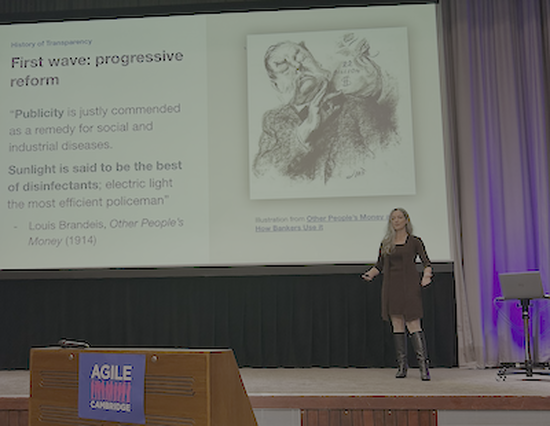 History of Transparency
First wave: progressive
reform
“Publicity is justly commended
as a remedy for social and
industrial diseases.
Sunlight is said to be the best
of disinfectants; electric light
the most efficient policeman”
- Louis Brandeis, Other People's
Money (1914)
Illustration from Other People's Money
How Bankers Use It
AGILE
CAMBRIDGE